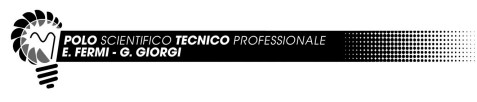 POLO SCIENTIFICO TECNICO PROFESSIONALE
E. FERMI - G. GIORGI